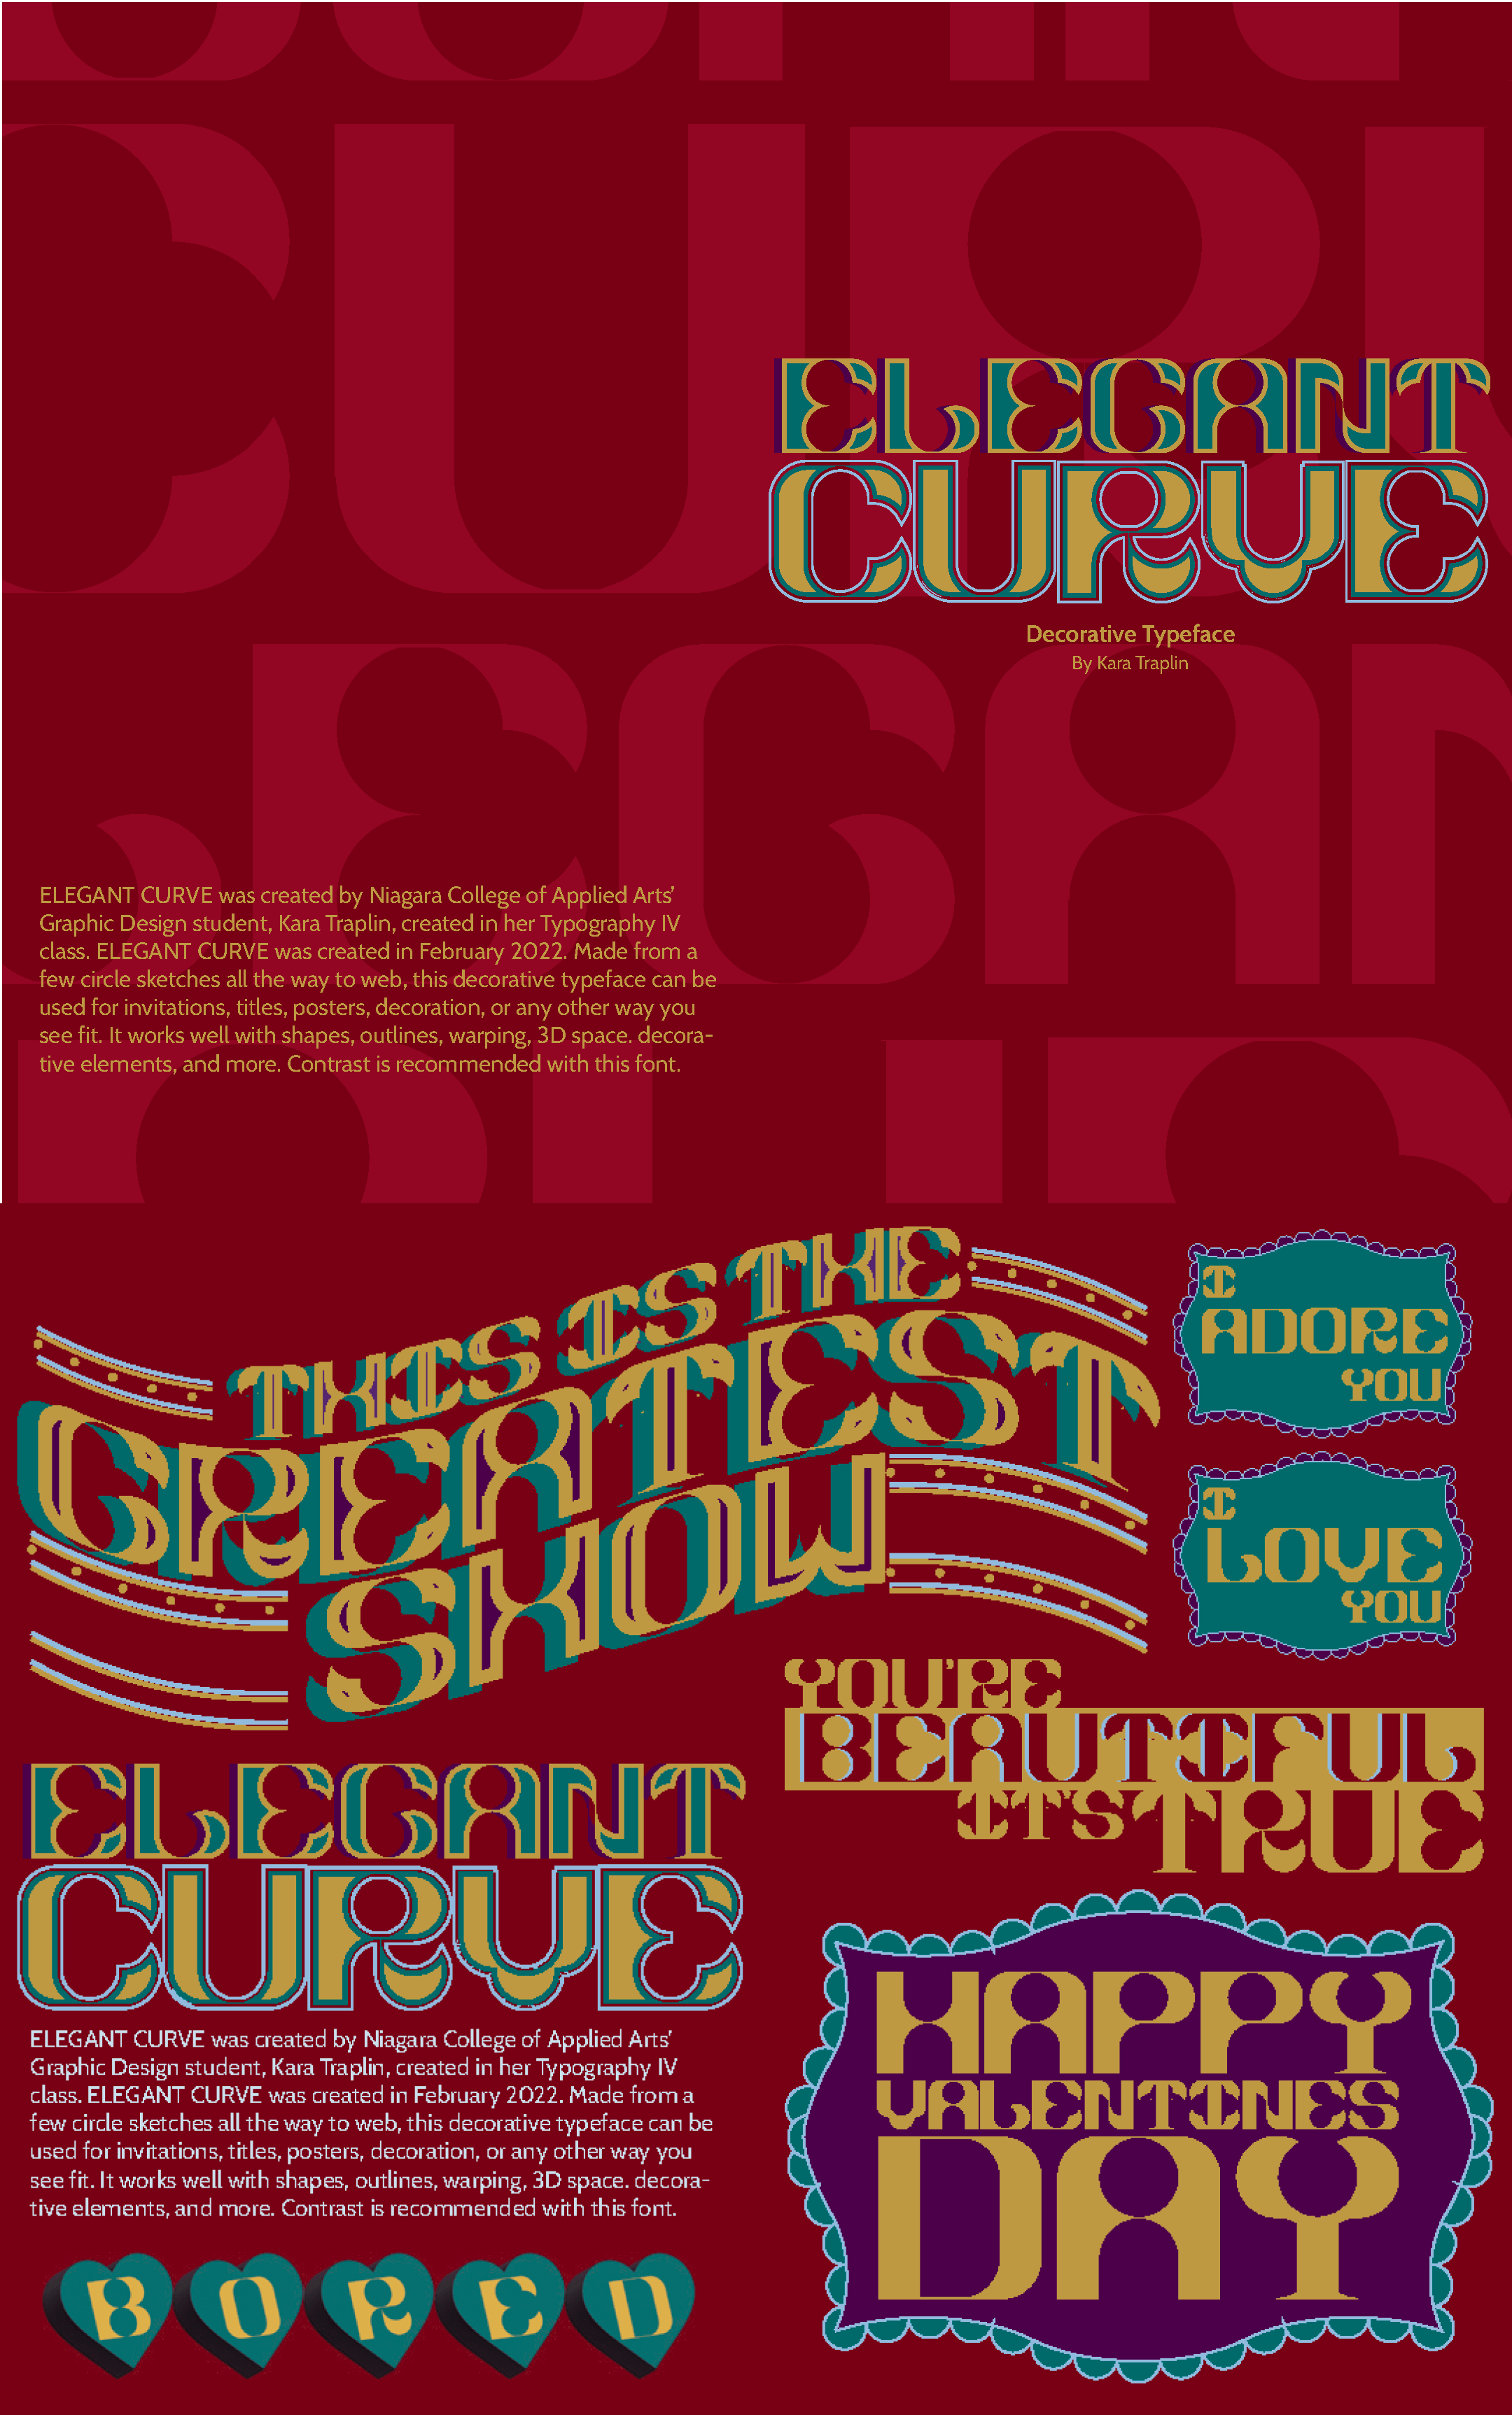 ELEGANT
CURVE
Decorative Typeface
By Kara Traplin
ELEGANT CURVE was created by Niagara College of Applied Arts'
Graphic Design student, Kara Traplin, created in her Typography IV
class. ELEGANT CURVE was created in February 2022. Made from a
few circle sketches all the way to web, this decorative typeface can be
used for invitations, titles, posters, decoration, or any other way you
see fit. It works well with shapes, outlines, warping, 3D space. decora-
tive elements, and more. Contrast is recommended with this font.
THIS IS THE
GREATEST
SHOW
I
ADORE
YOU
I
LOVE
YOU
YOU'RE
BEAUTIFUL
IT'S TRUE
ELEGANT
CURVE
ELEGANT CURVE was created by Niagara College of Applied Arts'
Graphic Design student, Kara Traplin, created in her Typography IV
class. ELEGANT CURVE was created in February 2022. Made from a
few circle sketches all the way to web, this decorative typeface can be
used for invitations, titles, posters, decoration, or any other way you
see fit. It works well with shapes, outlines, warping, 3D space. decora-
tive elements, and more. Contrast is recommended with this font.
HAPPY
VALENTINES
DAY
BORED